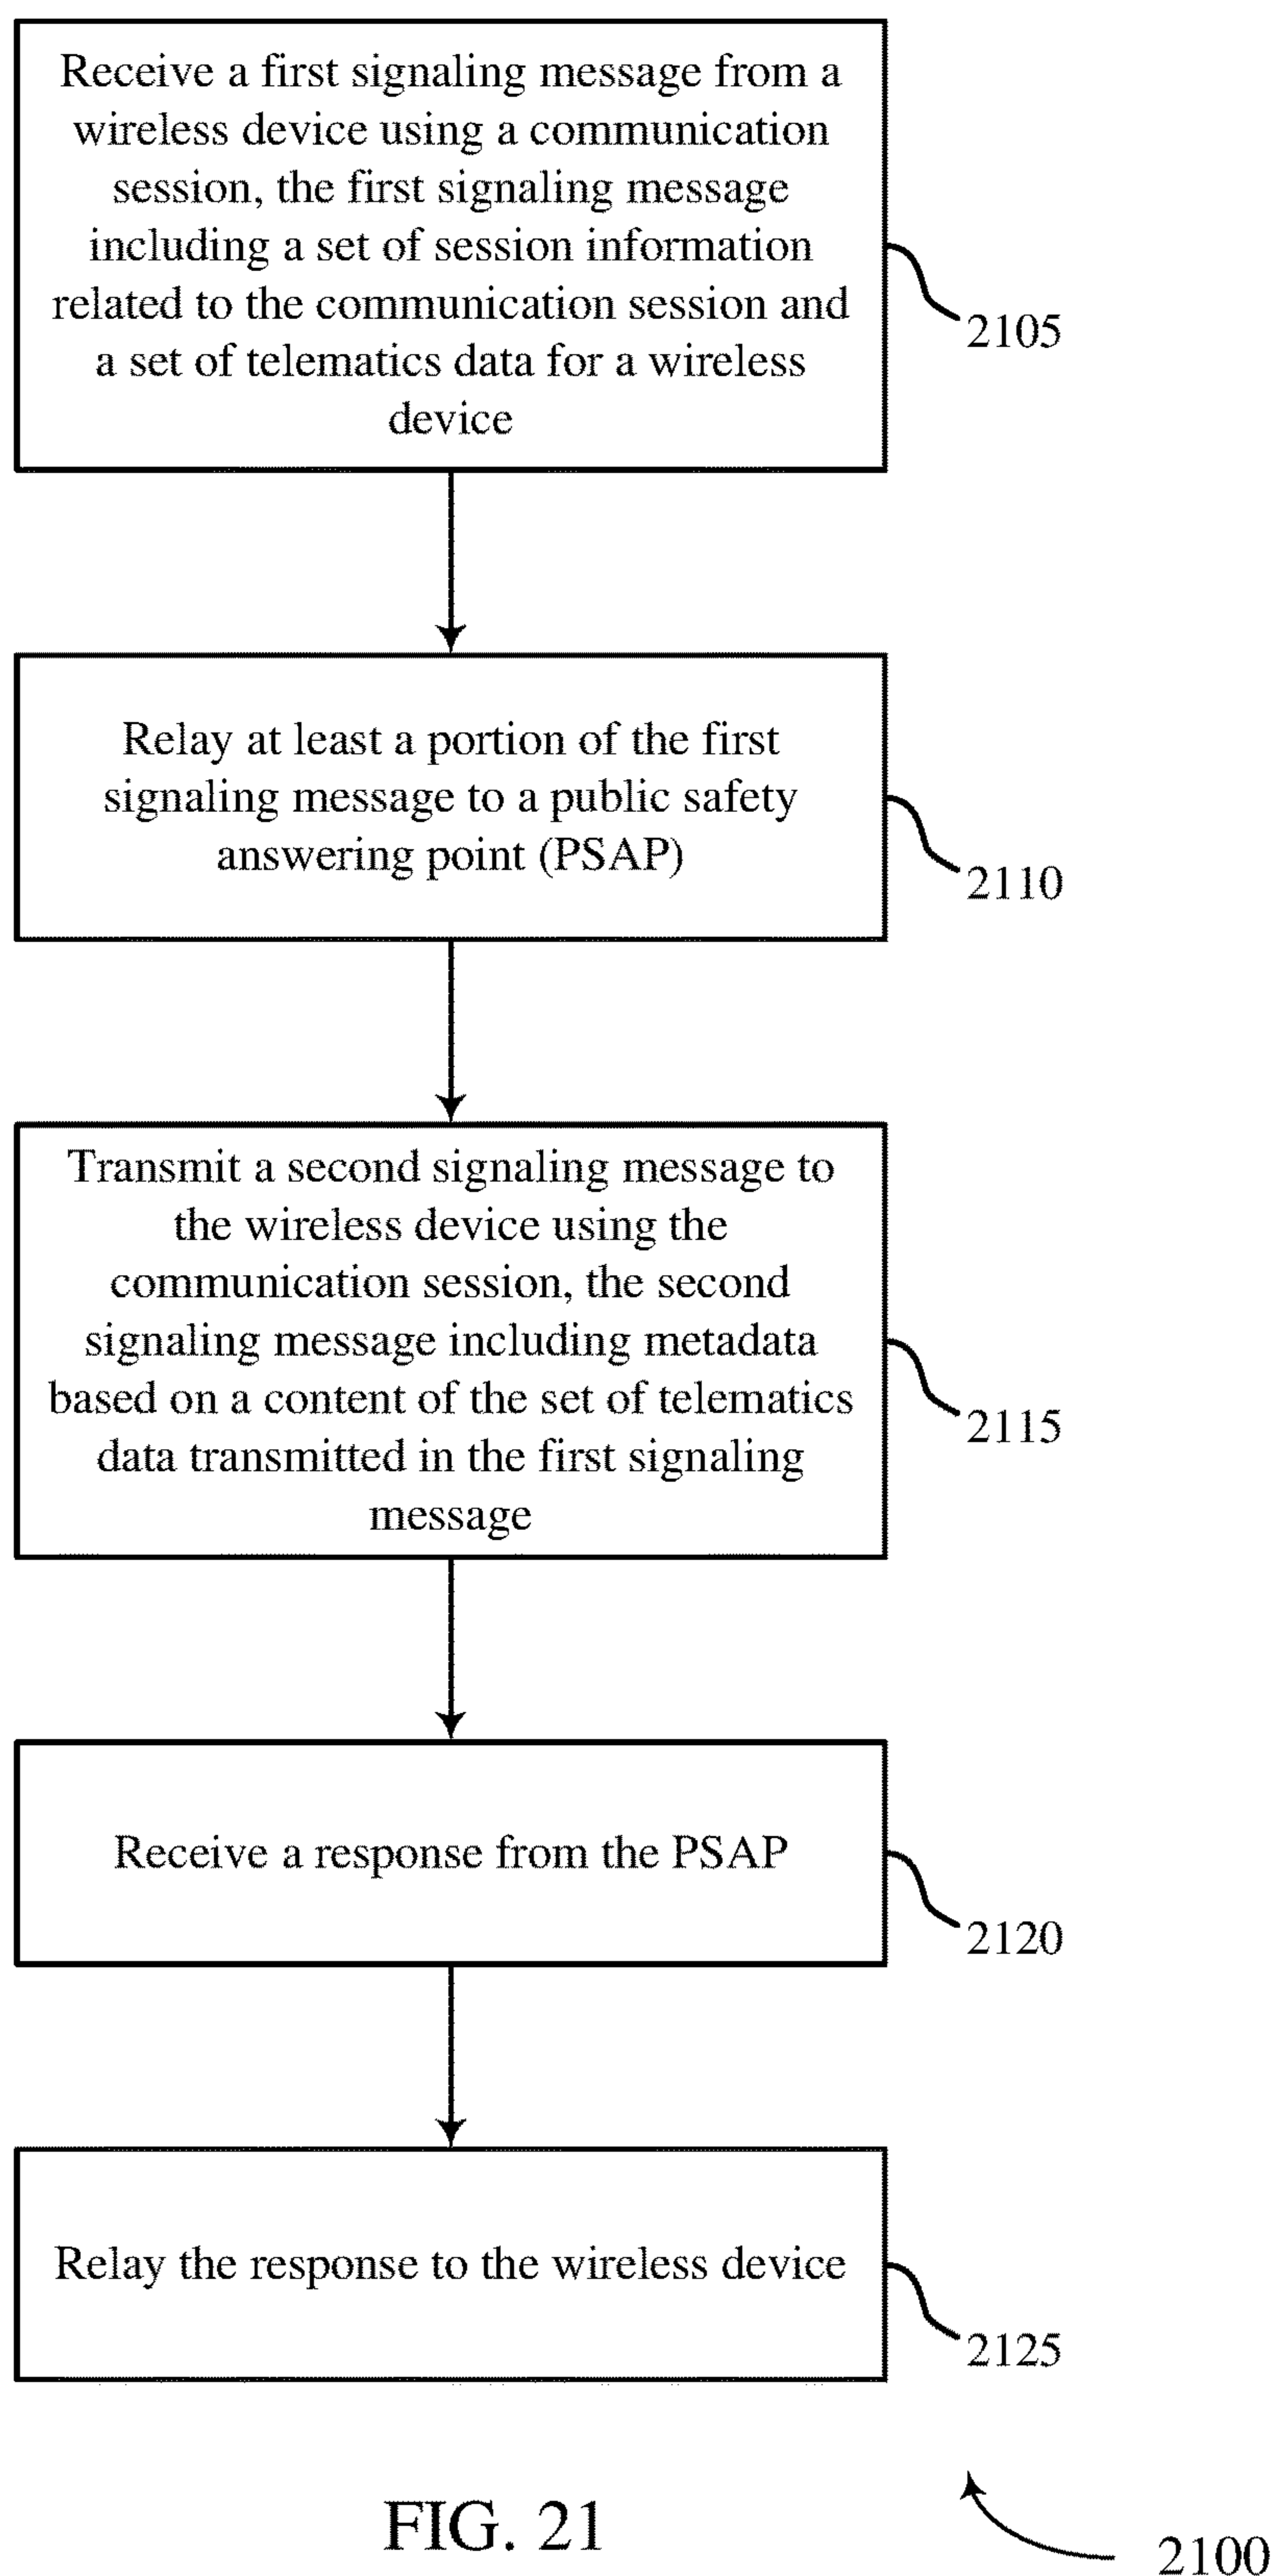 Receive a first signaling message from a
wireless device using a communication
session, the first signaling message
including a set of session information
related to the communication session and
a set of telematics data for a wireless
device
2105
Relay at least a portion of the first
signaling message to a public safety
answering point (PSAP)
2110
Transmit a second signaling message to
the wireless device using the
communication session, the second
signaling message including metadata
based on a content of the set of telematics
data transmitted in the first signaling
message
2115
Receive a response from the PSAP
2120
Relay the response to the wireless device
2125
FIG. 21
2100